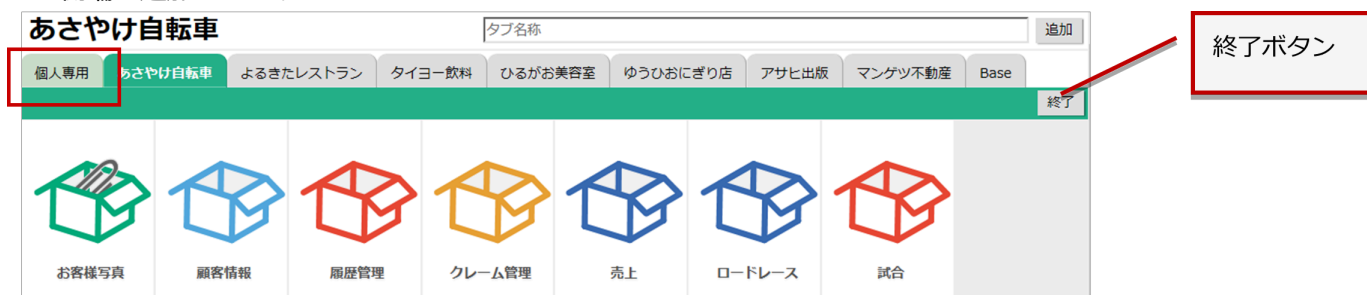 あさやけ自転車
タブ名称
追加
個人専用
あさやけ自転車
よるきたレストラン
タイヨー飲料
ひるがお美容室
ゆうひおにぎり店
アサヒ出版
マンゲツ不動産
Base
終了
終了ボタン
お客様写真
顧客情報
履歴管理
クレーム管理
売上
ロードレース
試合